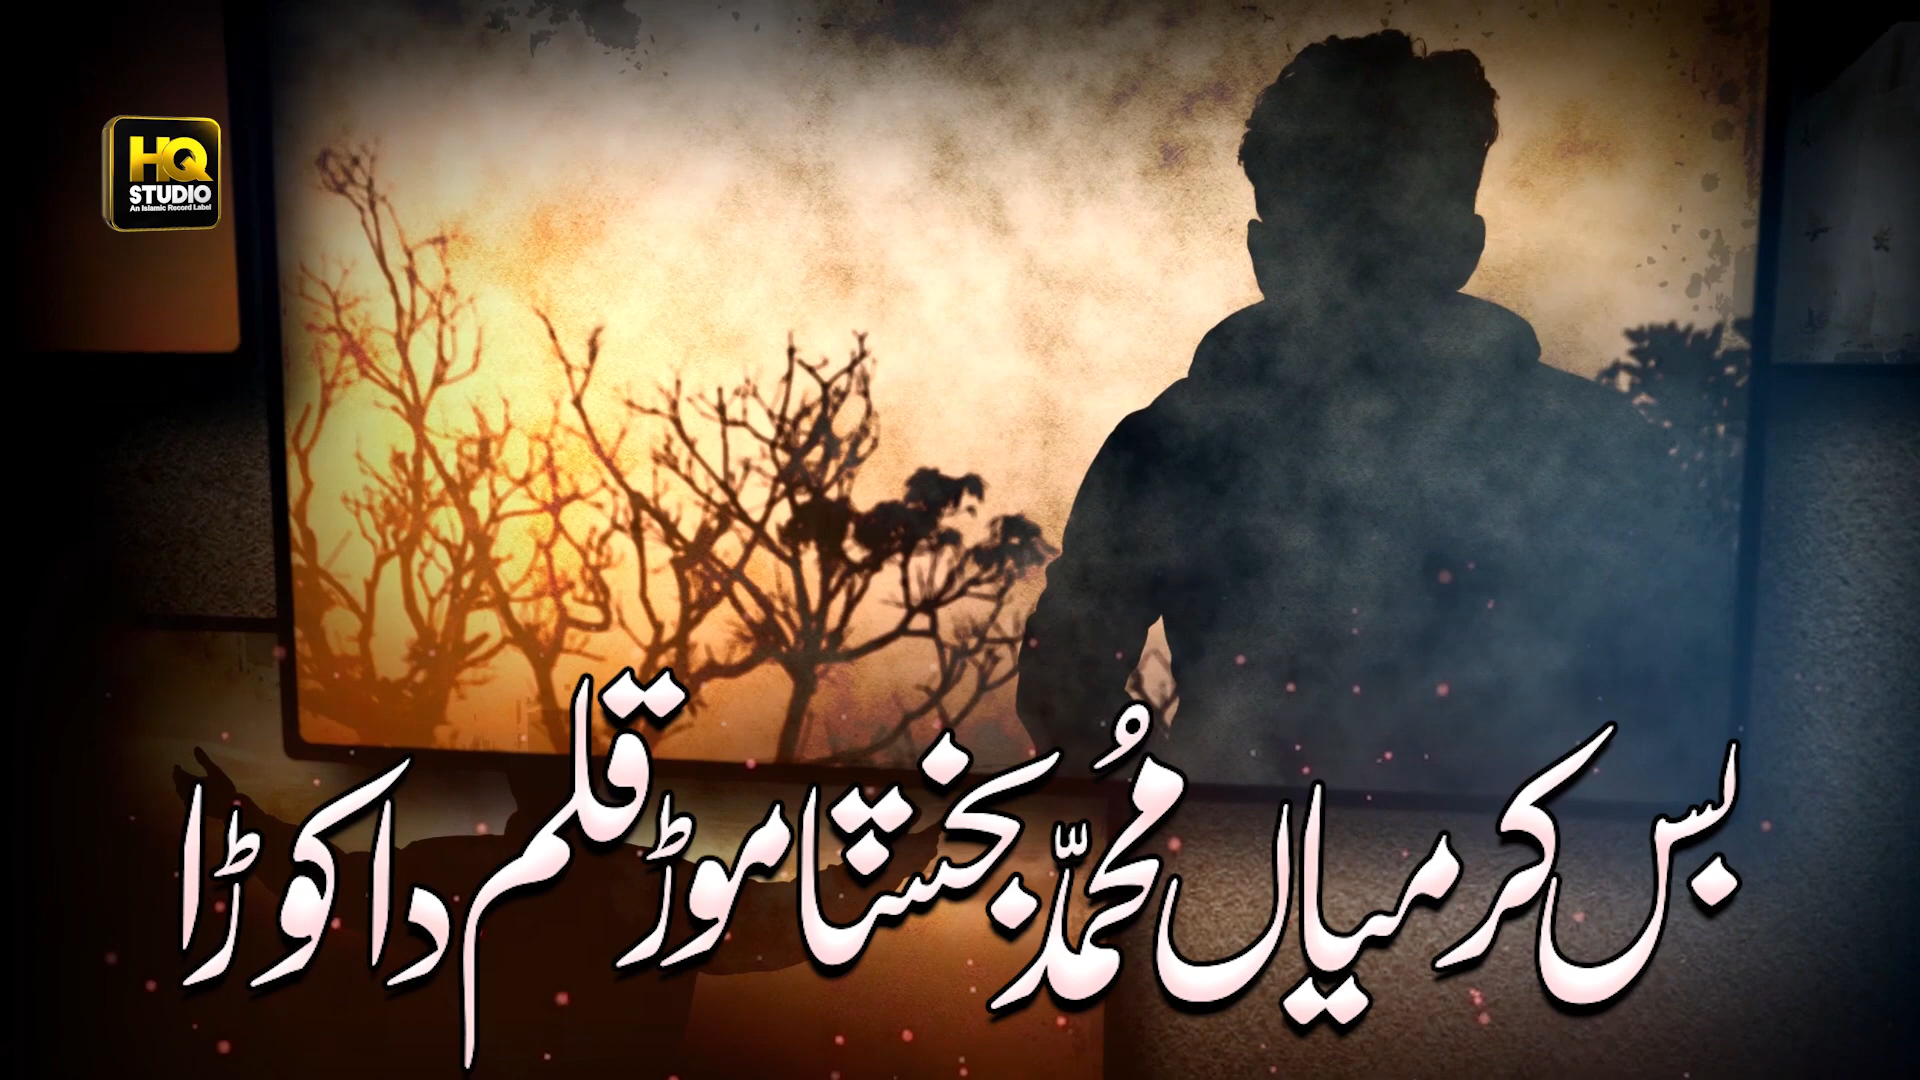 HQ
STUDIO
An Islamic Record Label
بس کر میاں محمدؐ بخشا موڑ قلم دا کوڑا